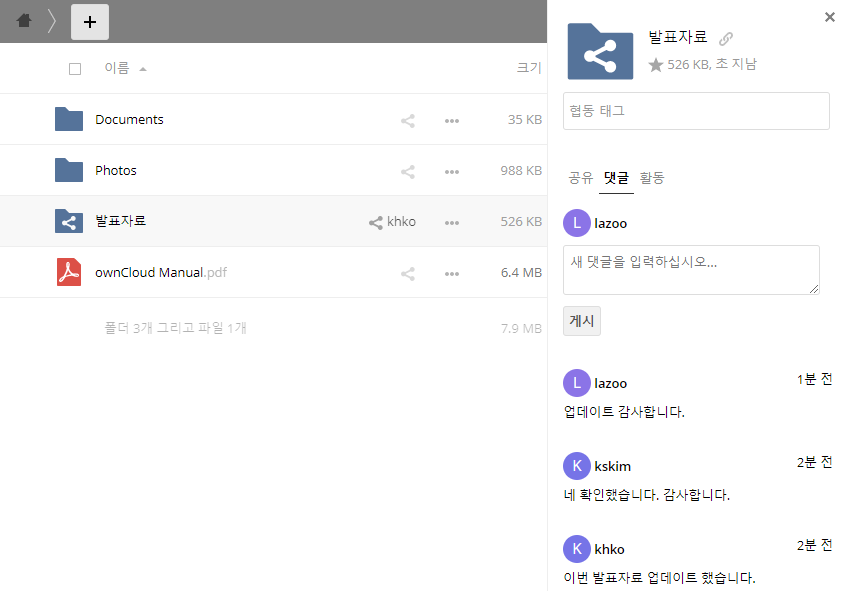 이름
크기
Documents
35 KB
Photos
988 KB
발표자료
khko
526 KB
ownCloud Manual.pdf
6.4 MB
폴더 3개 그리고 파일 1개
7.9 MB
발표자료
526 KB, 초 지남
협동 태그
공유 댓글 활동
L lazoo
새 댓글을 입력하십시오...
게시
L lazoo 1분 전
업데이트 감사합니다.
K kskim 2분 전
네 확인했습니다. 감사합니다.
K khko 2분 전
이번 발표자료 업데이트 했습니다.